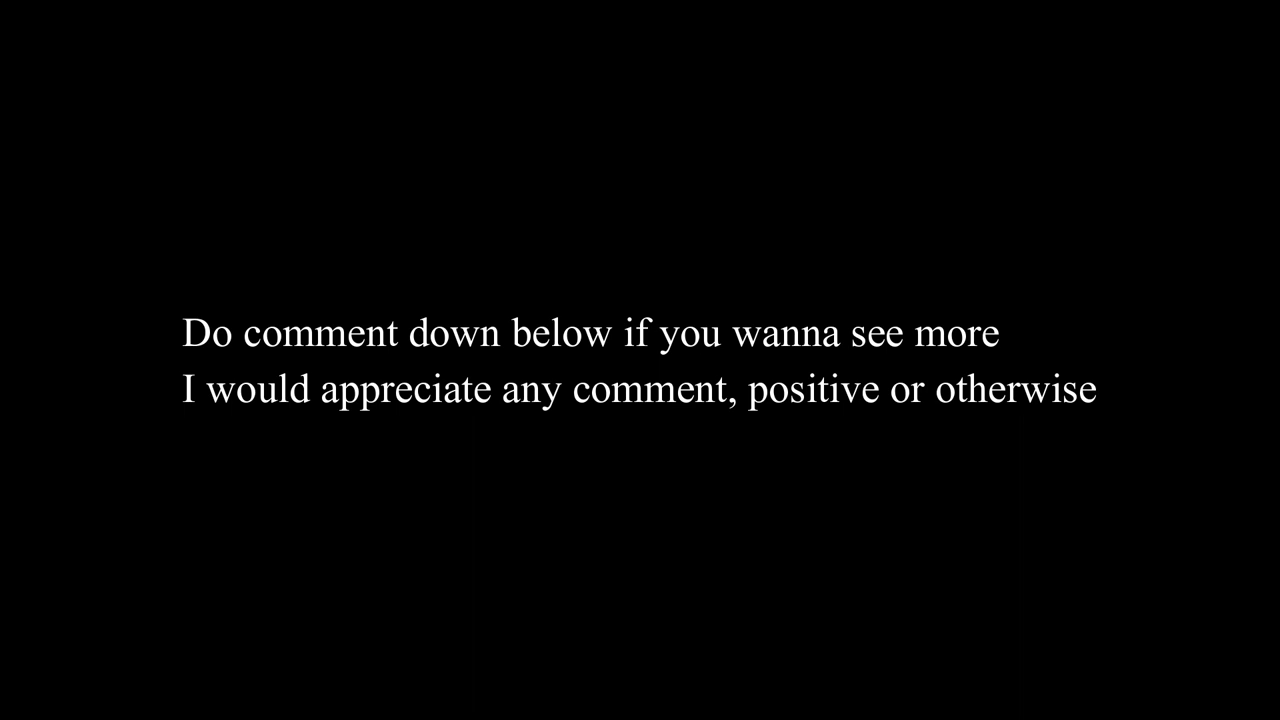 Do comment down below if you wanna see more
I would appreciate any comment, positive or otherwise